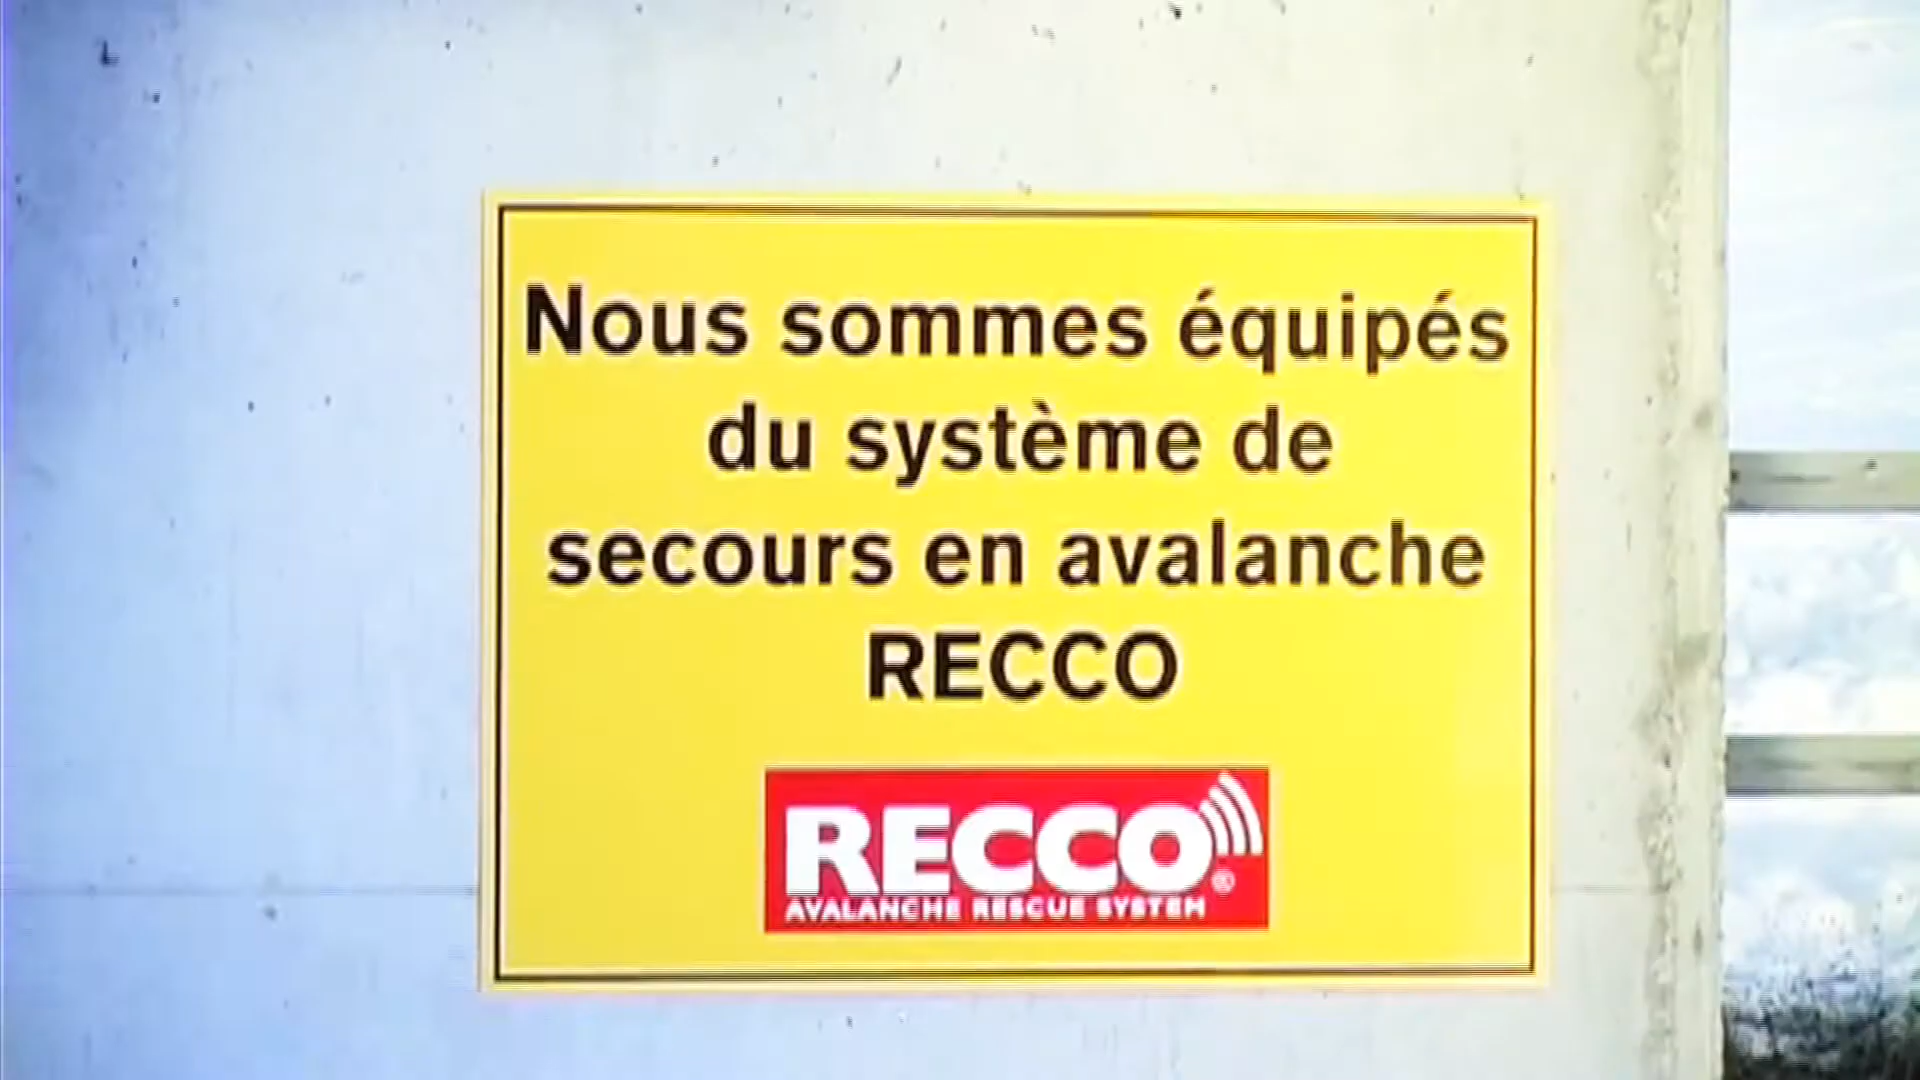 Nous sommes équipés
du système de
secours en avalanche
RECCO
RECCO®
AVALANCHE RESCUE SYSTEM